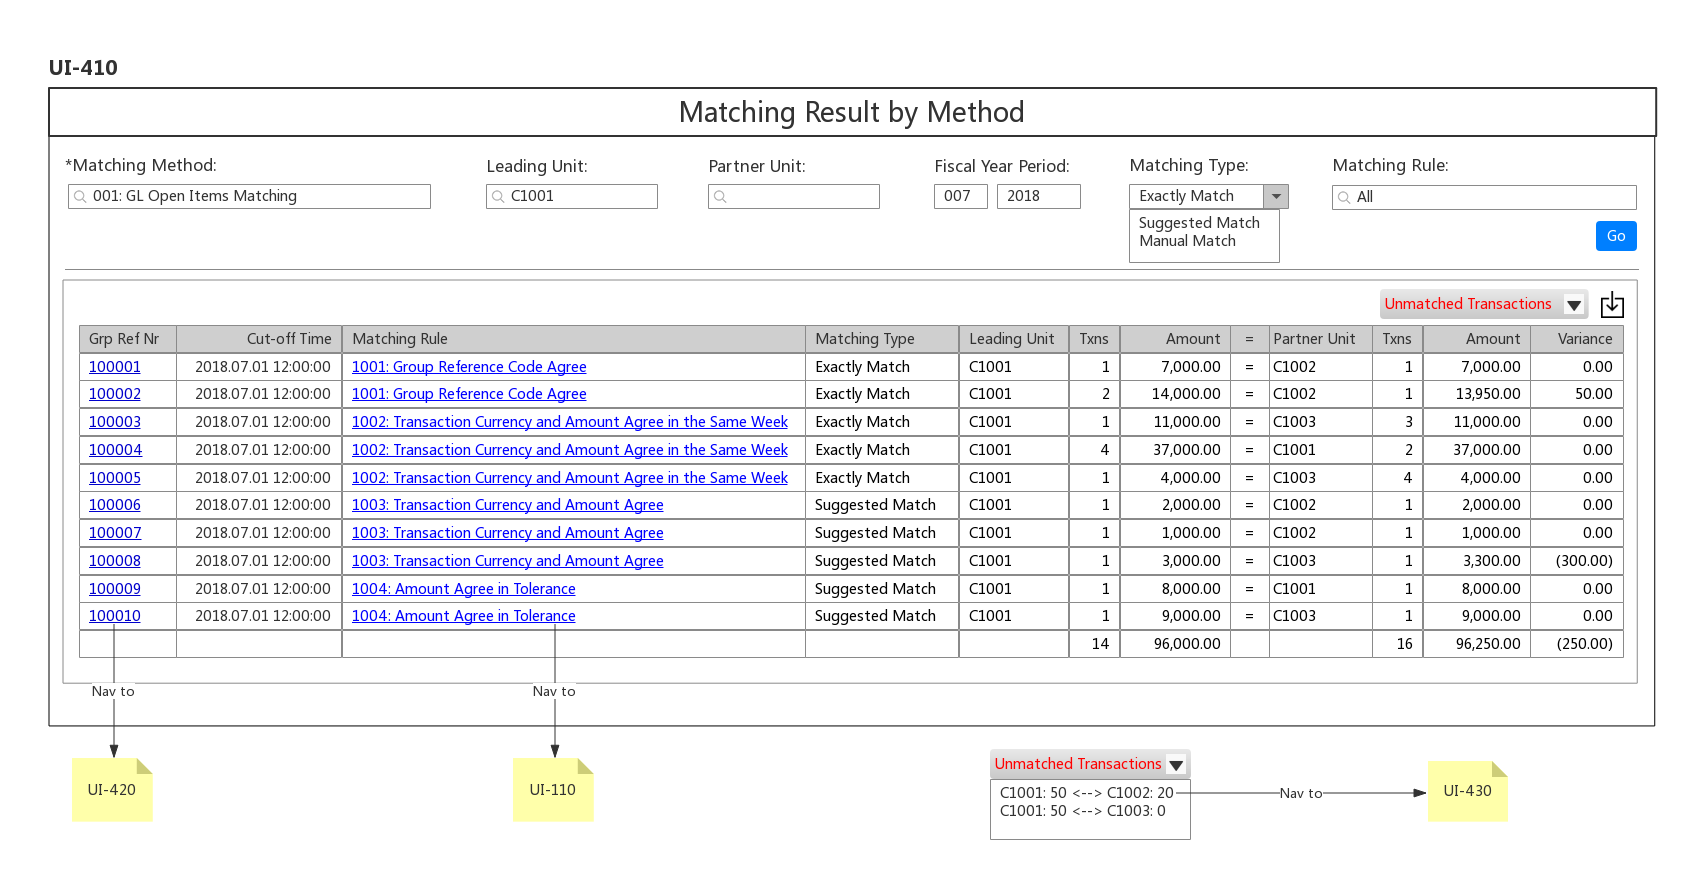 UI-410
Matching Result by Method
*Matching Method: Leading Unit: Partner Unit: Fiscal Year Period: Matching Type: Matching Rule:
001: GL Open Items Matching C1001 007 2018 Exactly Match All
Suggested Match
Manual Match
Go
Unmatched Transactions
Grp Ref Nr Cut-off Time Matching Rule Matching Type Leading Unit Txns Amount = Partner Unit Txns Amount Variance
100001 2018.07.01 12:00:00 1001: Group Reference Code Agree Exactly Match C1001 1 7,000.00 = C1002 1 7,000.00 0.00
100002 2018.07.01 12:00:00 1001: Group Reference Code Agree Exactly Match C1001 2 14,000.00 = C1002 1 13,950.00 50.00
100003 2018.07.01 12:00:00 1002: Transaction Currency and Amount Agree in the Same Week Exactly Match C1001 1 11,000.00 = C1003 3 11,000.00 0.00
100004 2018.07.01 12:00:00 1002: Transaction Currency and Amount Agree in the Same Week Exactly Match C1001 4 37,000.00 = C1001 2 37,000.00 0.00
100005 2018.07.01 12:00:00 1002: Transaction Currency and Amount Agree in the Same Week Exactly Match C1001 1 4,000.00 = C1003 4 4,000.00 0.00
100006 2018.07.01 12:00:00 1003: Transaction Currency and Amount Agree Suggested Match C1001 1 2,000.00 = C1002 1 2,000.00 0.00
100007 2018.07.01 12:00:00 1003: Transaction Currency and Amount Agree Suggested Match C1001 1 1,000.00 = C1002 1 1,000.00 0.00
100008 2018.07.01 12:00:00 1003: Transaction Currency and Amount Agree Suggested Match C1001 1 3,000.00 = C1003 1 3,300.00 (300.00)
100009 2018.07.01 12:00:00 1004: Amount Agree in Tolerance Suggested Match C1001 1 8,000.00 = C1001 1 8,000.00 0.00
100010 2018.07.01 12:00:00 1004: Amount Agree in Tolerance Suggested Match C1001 1 9,000.00 = C1003 1 9,000.00 0.00
14 96,000.00 16 96,250.00 (250.00)
Nav to Nav to
UI-420 UI-110
Unmatched Transactions
C1001: 50 <--> C1002: 20 Nav to UI-430
C1001: 50 <--> C1003: 0